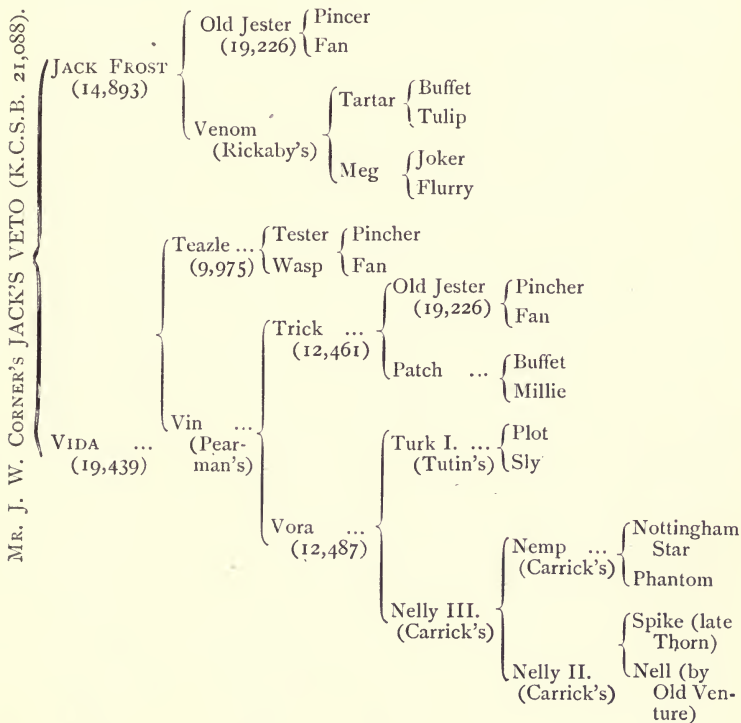 MR. J. W. CORNER'S JACK'S VETO (K.C.S.B. 21,088).
JACK FROST
(14,893)
Old Jester
(19,226)
Pincer
Fan
Venom
(Rickaby's)
Tartar
Buffet
Tulip
Meg
Joker
Flurry
VIDA ...
(19,439)
Teazle ...
(9,975)
Tester
Wasp
Pincher
Fan
Vin ...
(Pear-
man's)
Trick ...
(12,461)
Old Jester
(19,226)
Pincher
Fan
Patch ...
Buffet
Millie
Vora ...
(12,487)
Turk I. ...
(Tutin's)
Plot
Sly
Nelly III.
(Carrick's)
Nemp ...
(Carrick's)
Nottingham
Star
Phantom
Nelly II.
(Carrick's)
Spike (late
Thorn)
Nell (by
Old Ven-
ture)